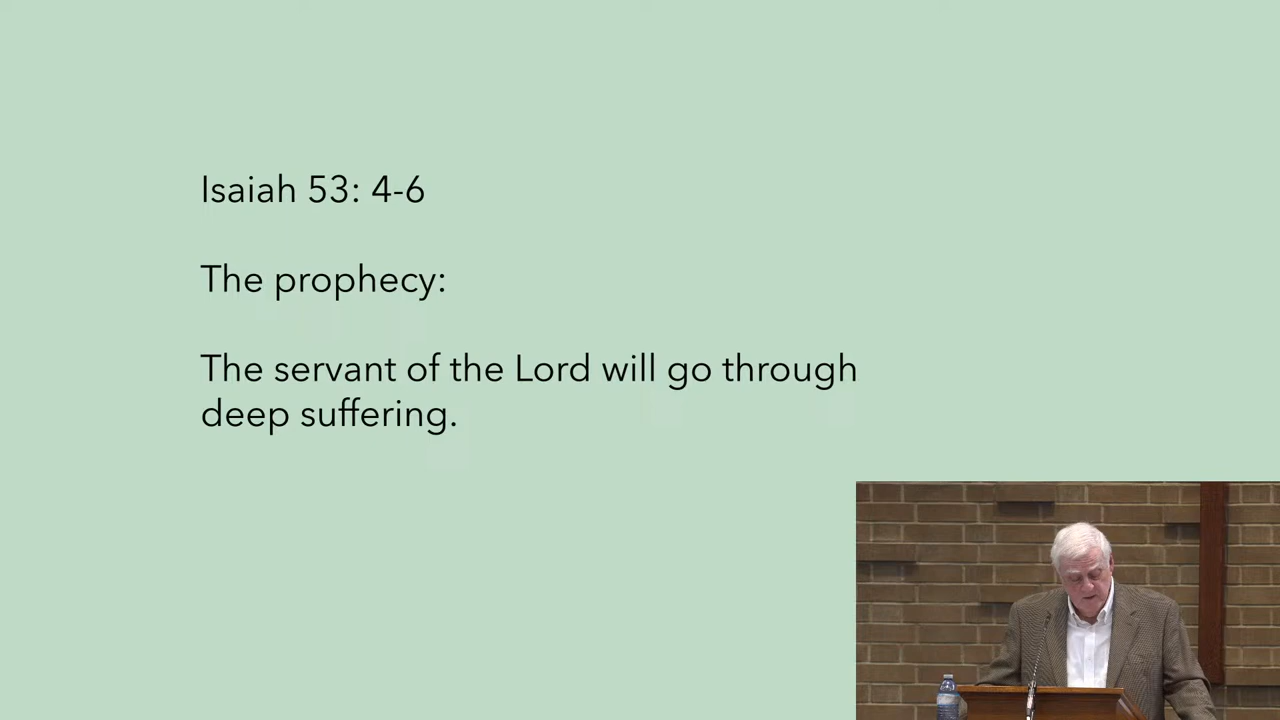 Isaiah 53: 4-6
The prophecy:
The servant of the Lord will go through
deep suffering.